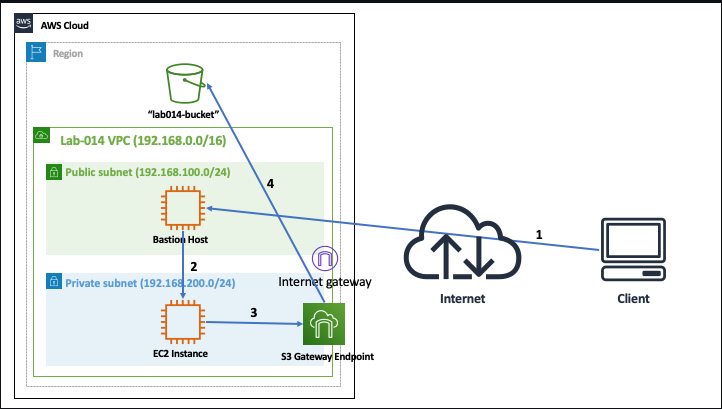 aws
AWS Cloud
Region
“lab014-bucket”
Lab-014 VPC (192.168.0.0/16)
Public subnet (192.168.100.0/24)
4
1
Bastion Host
2
Internet gateway
Private subnet (192.168.200.0/24)
3
EC2 Instance
S3 Gateway Endpoint
Internet
Client